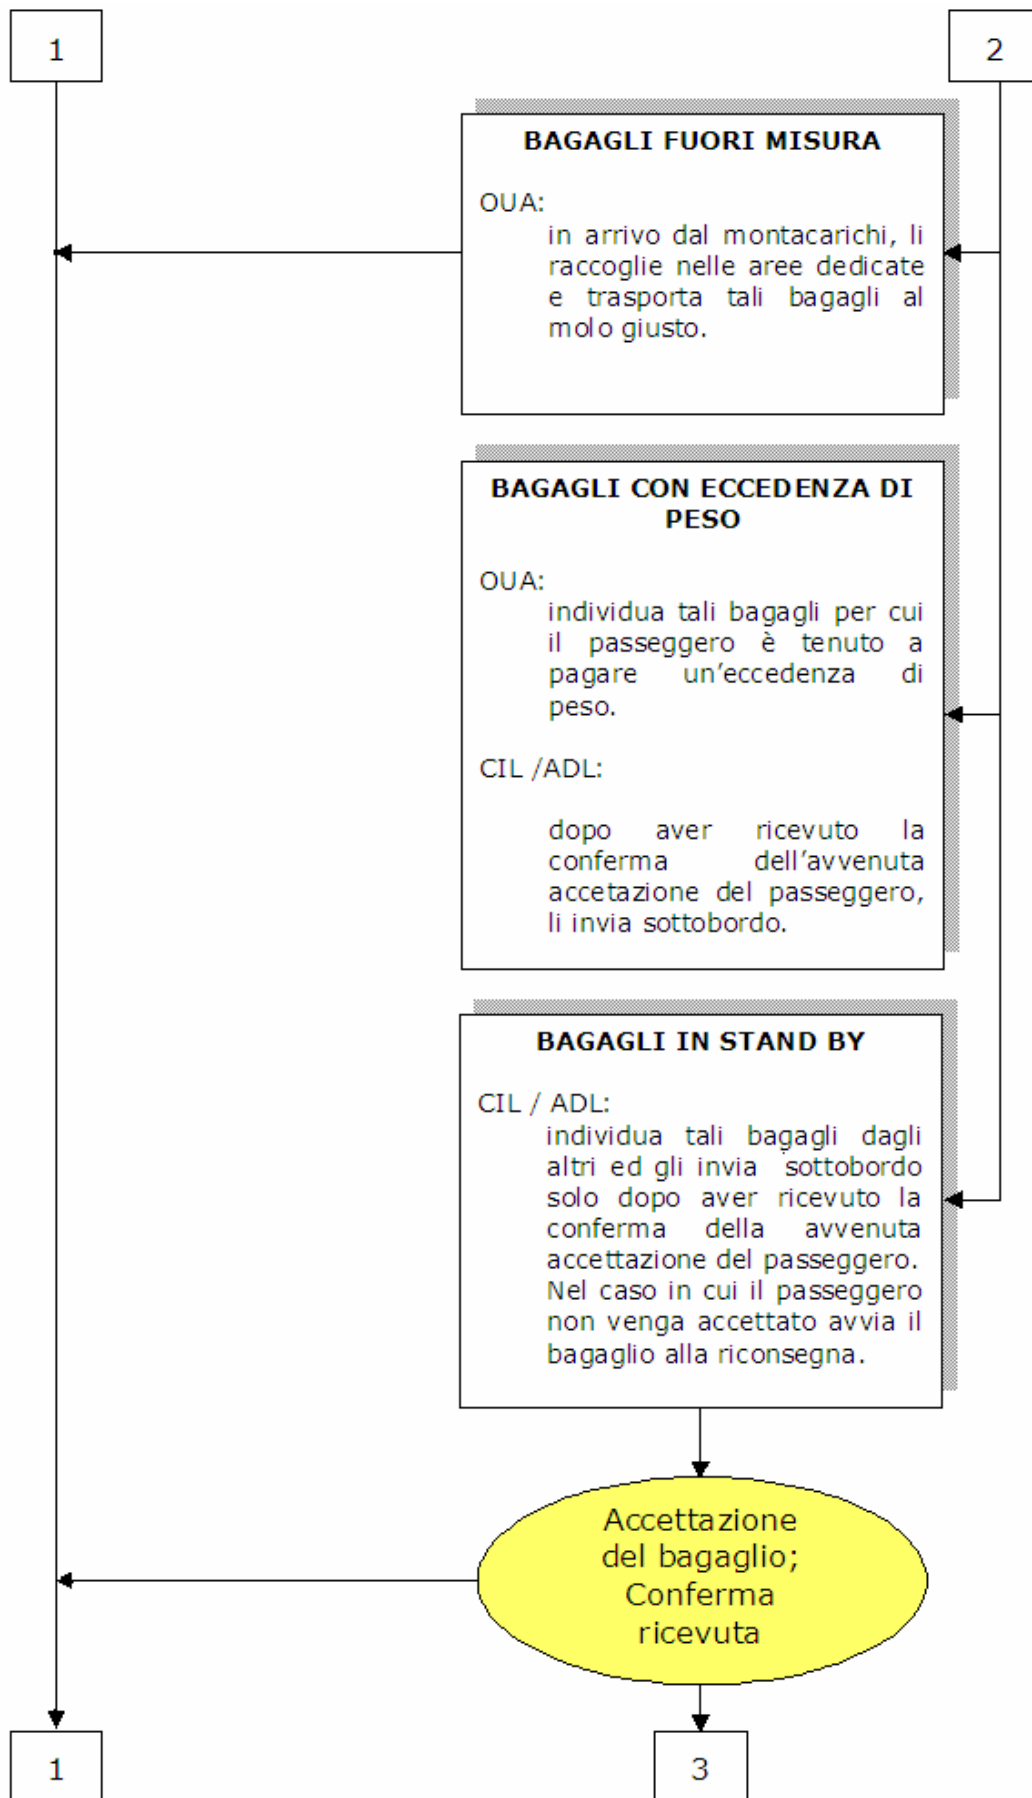 1
2
BAGAGLI FUORI MISURA
OUA:
in arrivo dal montacarichi, li
raccoglie nelle aree dedicate
e trasporta tali bagagli al
molo giusto.
BAGAGLI CON ECCEDENZA DI
PESO
OUA:
individua tali bagagli per cui
il passeggero è tenuto a
pagare un'eccedenza di
peso.
CIL /ADL:
dopo aver ricevuto la
conferma dell'avvenuta
accetazione del passeggero,
li invia sottobordo.
BAGAGLI IN STAND BY
CIL / ADL:
individua tali bagagli dagli
altri ed gli invia sottobordo
solo dopo aver ricevuto la
conferma della avvenuta
accettazione del passeggero.
Nel caso in cui il passeggero
non venga accettato avvia il
bagaglio alla riconsegna.
Accettazione
del bagaglio;
Conferma
ricevuta
1
3